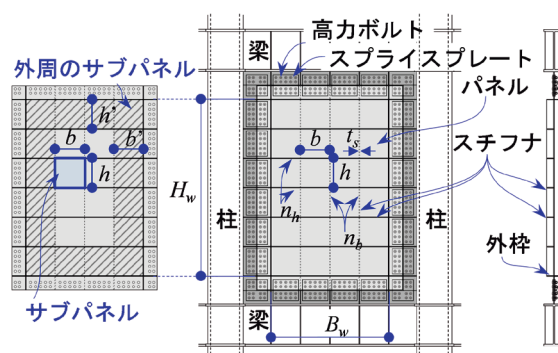 高力ボルト
梁
スプライスプレート
外周のサブパネル
パネル
h'
b
b'
b
t_s
スチフナ
h
h
H_w
n_h
柱
n_b
柱
外枠
サブパネル
梁
B_w